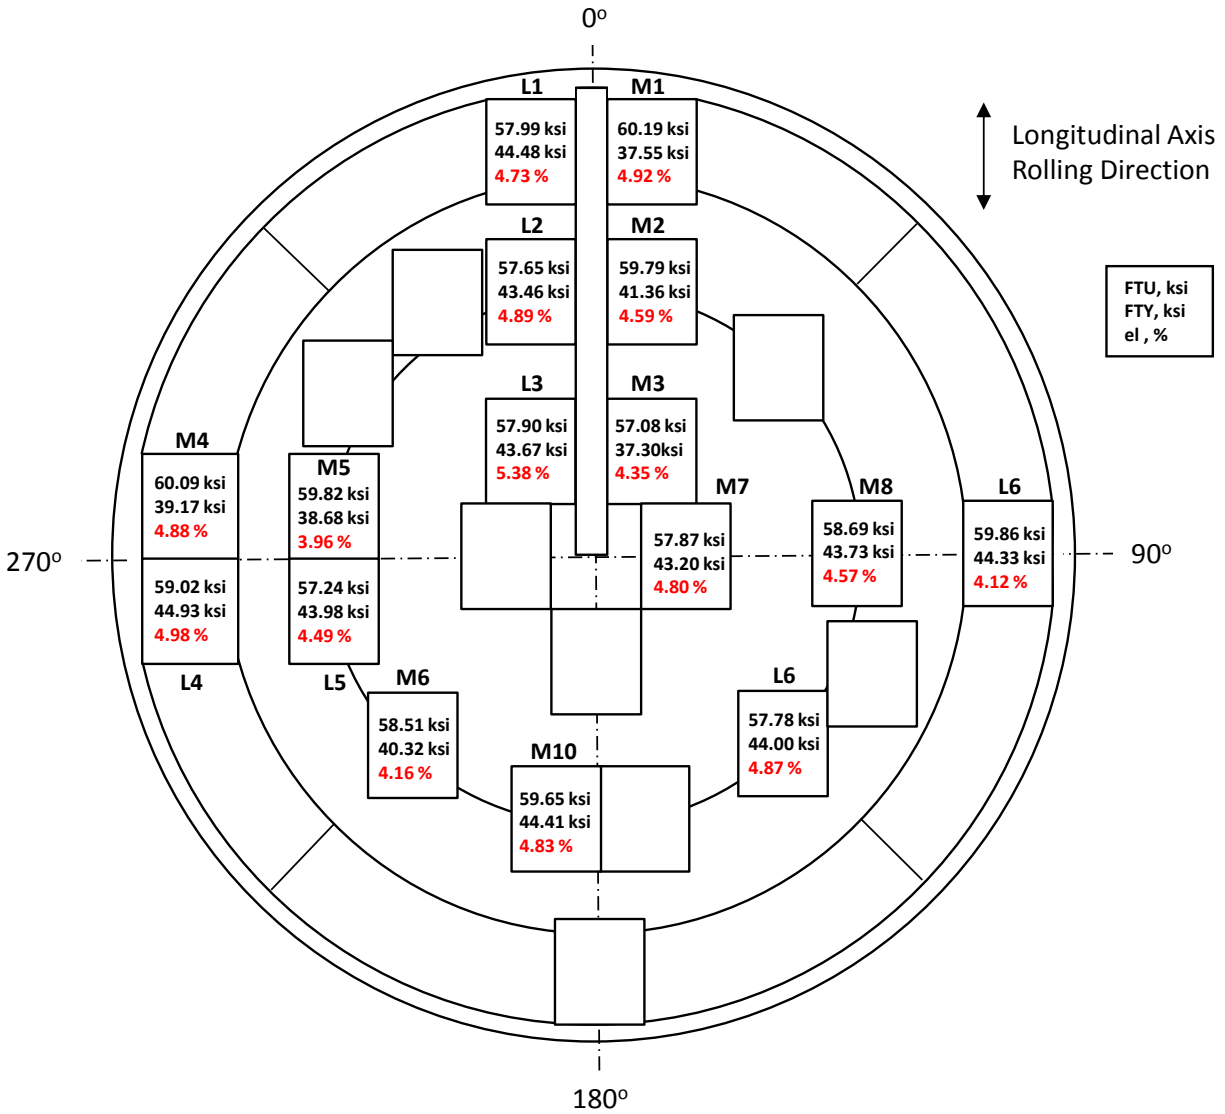 0º
L1
M1
57.99 ksi
44.48 ksi
4.73 %
60.19 ksi
37.55 ksi
4.92 %
Longitudinal Axis
Rolling Direction
L2
M2
57.65 ksi
43.46 ksi
4.89 %
59.79 ksi
41.36 ksi
4.59 %
FTU, ksi
FTY, ksi
el , %
L3
M3
57.90 ksi
43.67 ksi
5.38 %
57.08 ksi
37.30ksi
4.35 %
M4
60.09 ksi
39.17 ksi
4.88 %
M5
59.82 ksi
38.68 ksi
3.96 %
M7
57.87 ksi
43.20 ksi
4.80 %
M8
58.69 ksi
43.73 ksi
4.57 %
L6
59.86 ksi
44.33 ksi
4.12 %
270º
90º
59.02 ksi
44.93 ksi
4.98 %
L4
57.24 ksi
43.98 ksi
4.49 %
L5
M6
58.51 ksi
40.32 ksi
4.16 %
L6
57.78 ksi
44.00 ksi
4.87 %
M10
59.65 ksi
44.41 ksi
4.83 %
180º